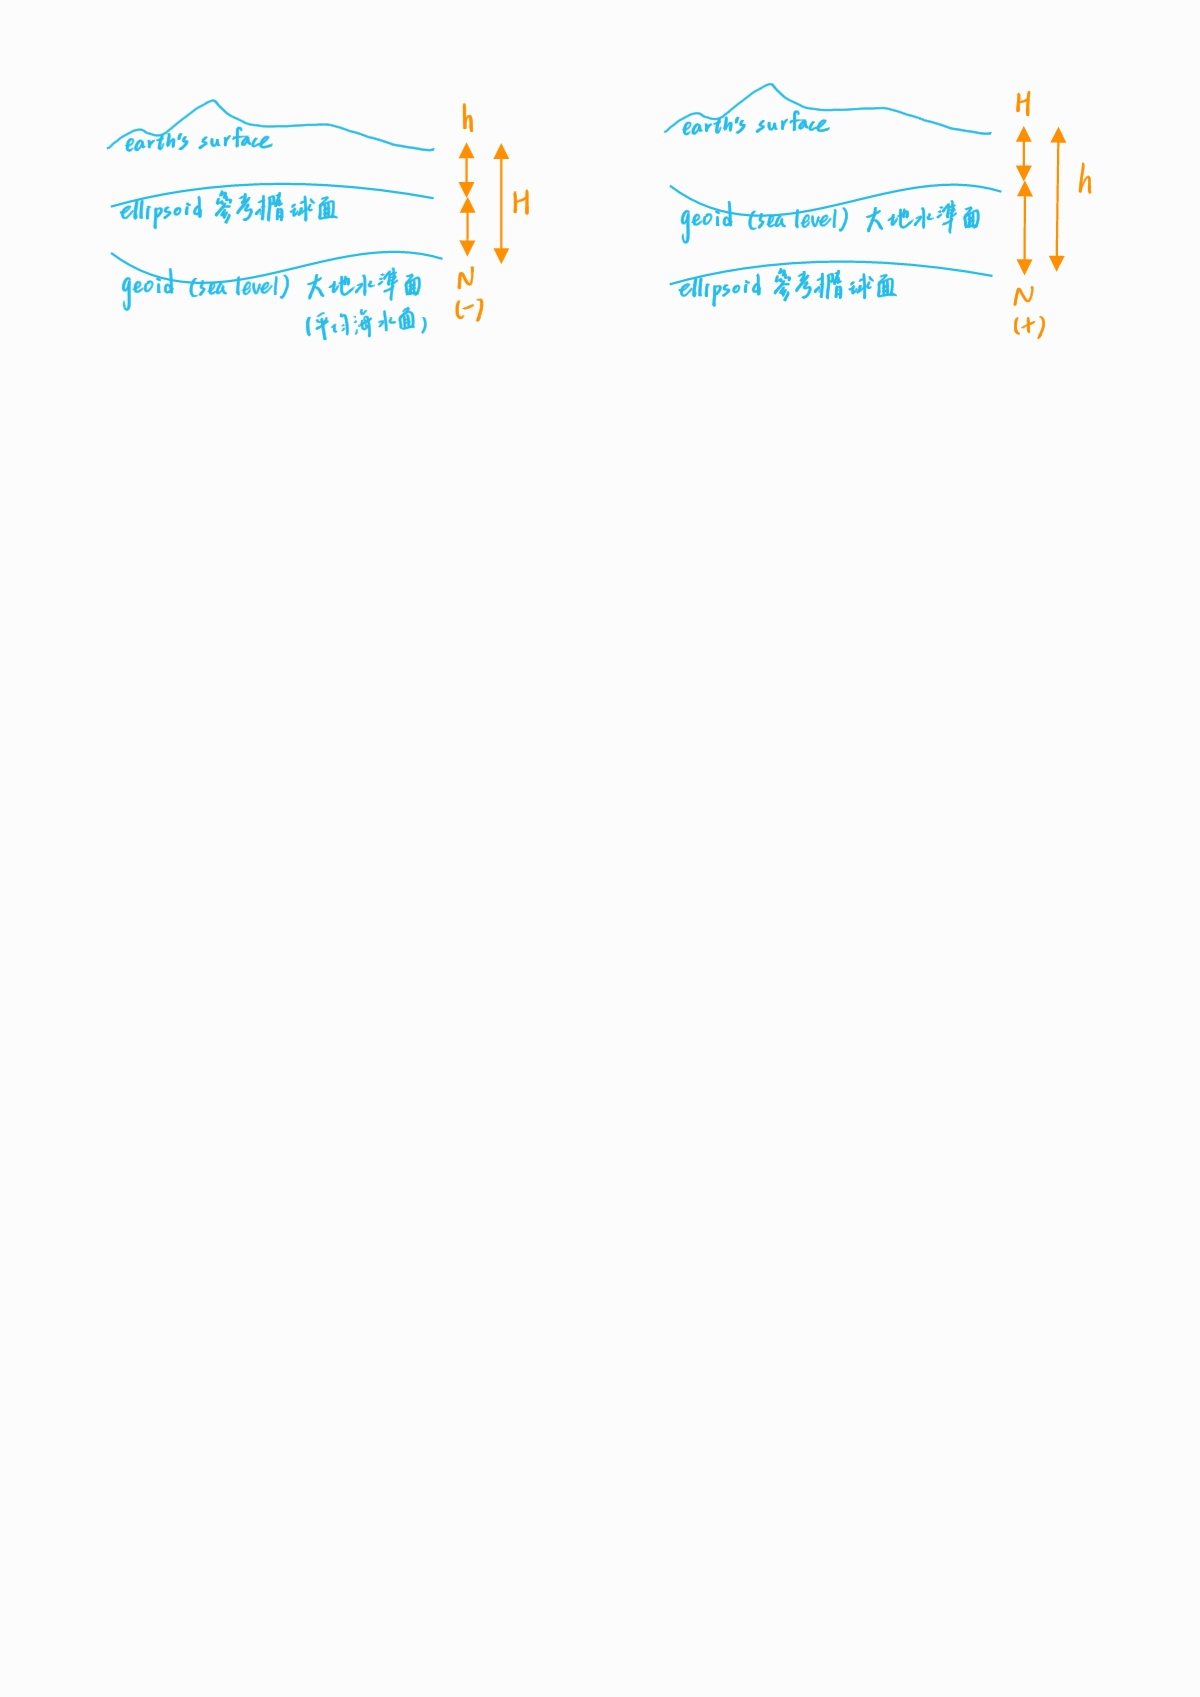 h
earth's surface
H
ellipsoid 參考橢球面
geoid (sea level) 大地水準面
(平均海水面)
N
(-)
H
earth's surface
h
geoid (sea level) 大地水準面
ellipsoid 參考橢球面
N
(+)